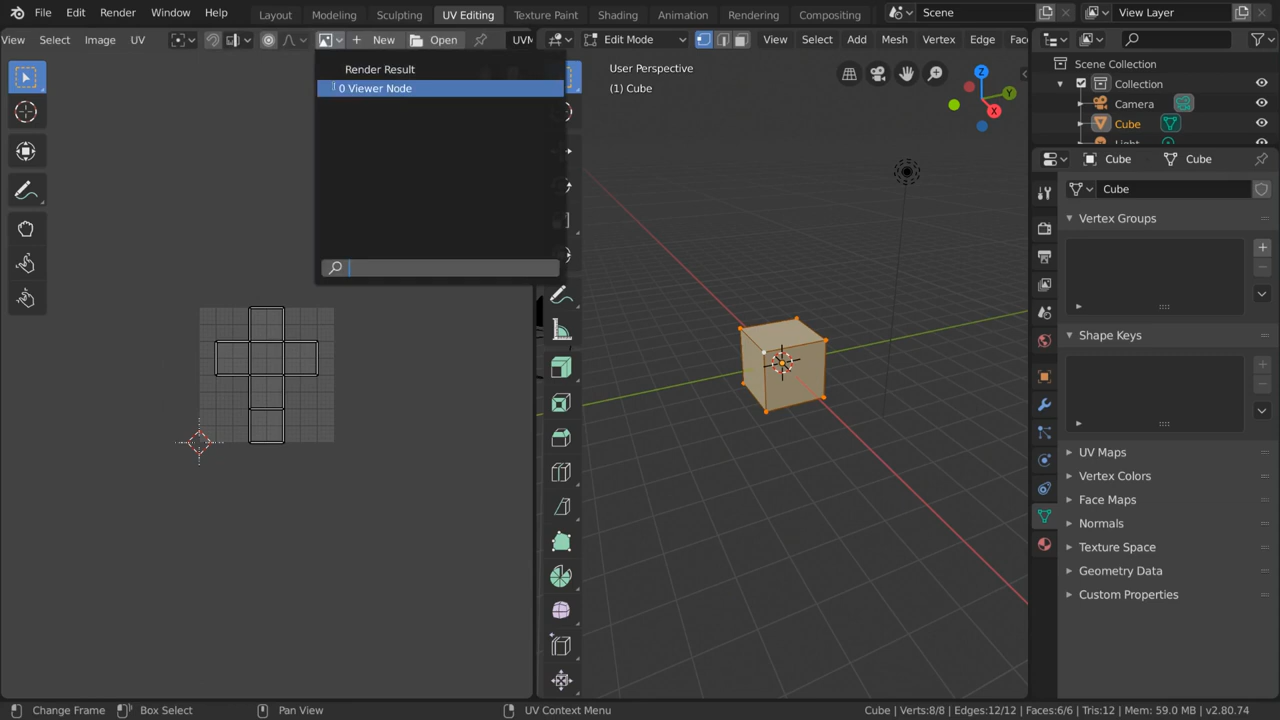 File Edit Render Window Help Layout Modeling Sculpting UV Editing Texture Paint Shading Animation Rendering Compositing Scene View Layer
View Select Image UV New Open UVM Edit Mode View Select Add Mesh Vertex Edge Fac
Render Result
0 Viewer Node
User Perspective
(1) Cube
Z
Y
X
Scene Collection
Collection
Camera
Cube
Cube Cube
Cube
Vertex Groups
Shape Keys
UV Maps
Vertex Colors
Face Maps
Normals
Texture Space
Geometry Data
Custom Properties
Change Frame Box Select Pan View UV Context Menu Cube | Verts:8/8 | Edges:12/12 | Faces:6/6 | Tris:12 | Mem: 59.0 MB | v2.80.74